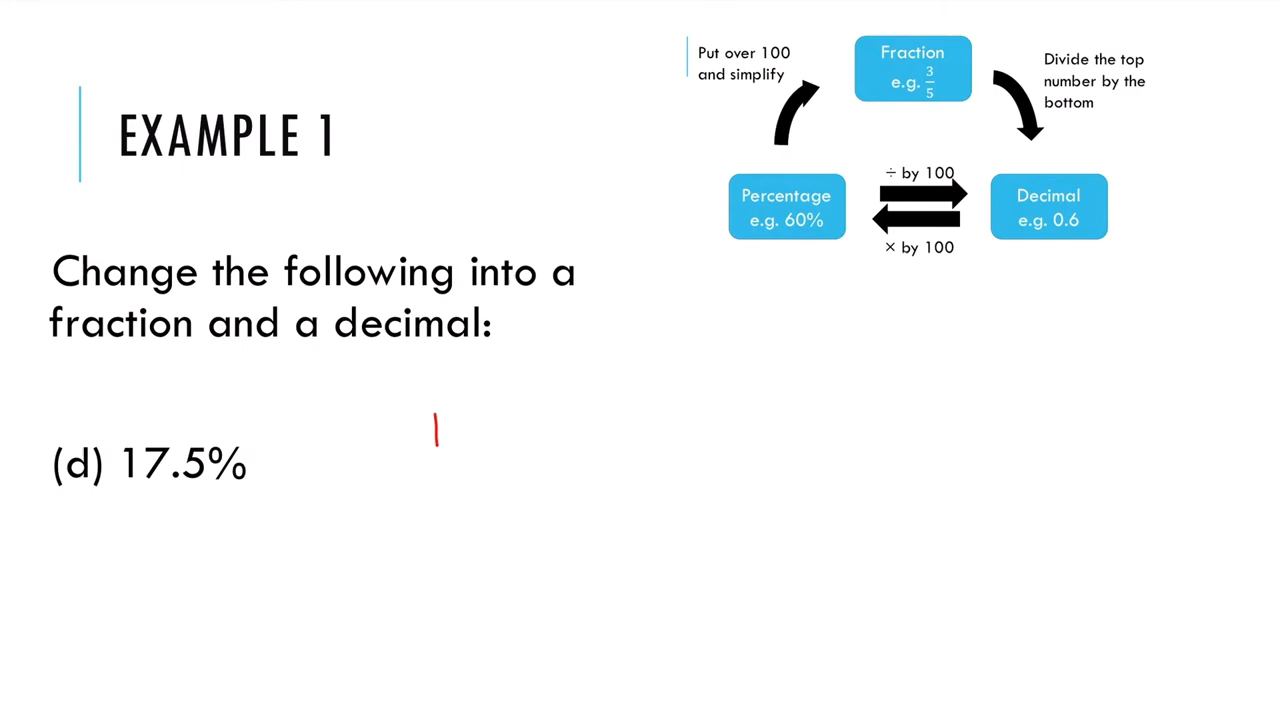 EXAMPLE 1
Put over 100
and simplify
Fraction
e.g. 3/5
Divide the top
number by the
bottom
÷ by 100
Percentage
e.g. 60%
Decimal
e.g. 0.6
× by 100
Change the following into a
fraction and a decimal:
(d) 17.5%